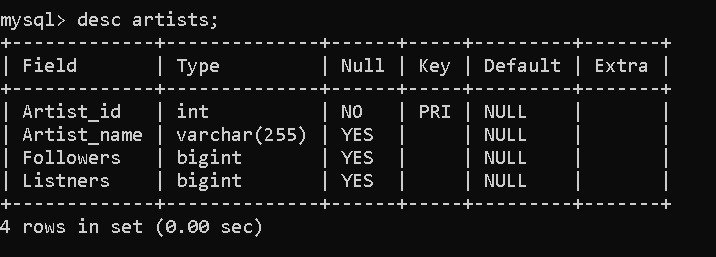 mysql> desc artists;
+-------------+--------------+------+-----+---------+-------+
| Field       | Type         | Null | Key | Default | Extra |
+-------------+--------------+------+-----+---------+-------+
| Artist_id   | int          | NO   | PRI | NULL    |       |
| Artist_name | varchar(255) | YES  |     | NULL    |       |
| Followers   | bigint       | YES  |     | NULL    |       |
| Listners    | bigint       | YES  |     | NULL    |       |
+-------------+--------------+------+-----+---------+-------+
4 rows in set (0.00 sec)